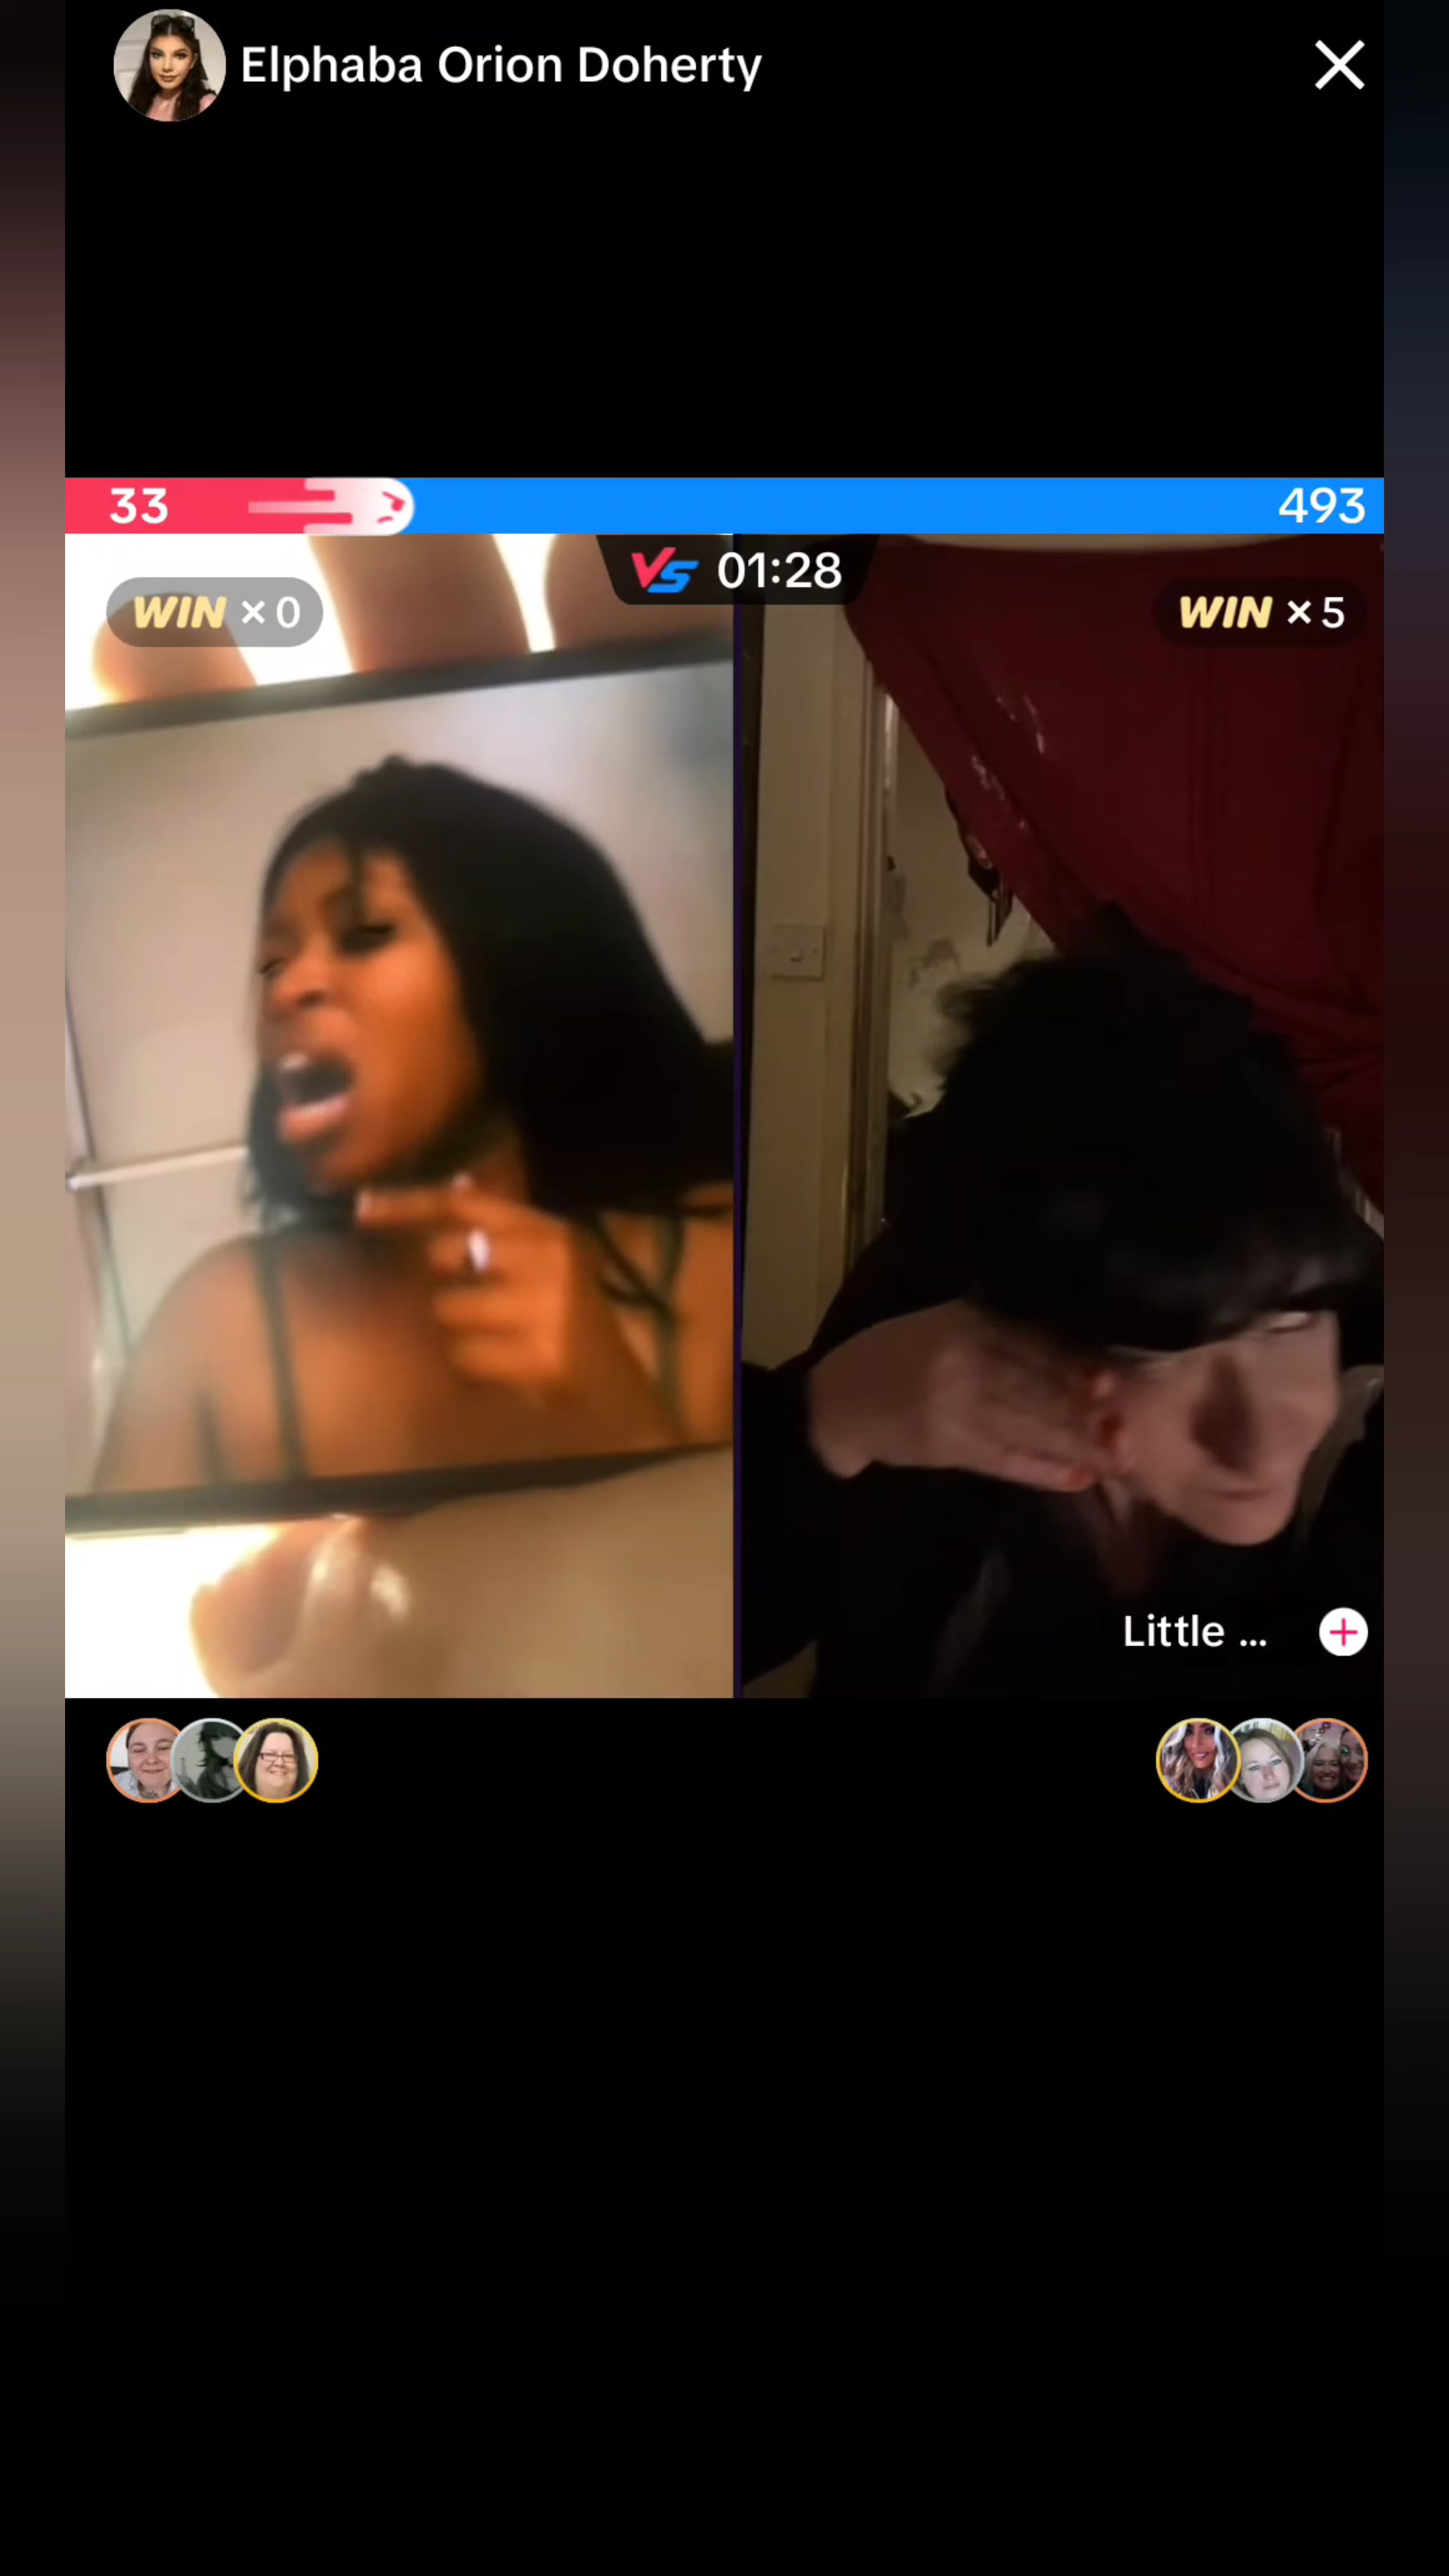 Elphaba Orion Doherty
33
493
VS 01:28
WIN × 0
WIN × 5
Little ...